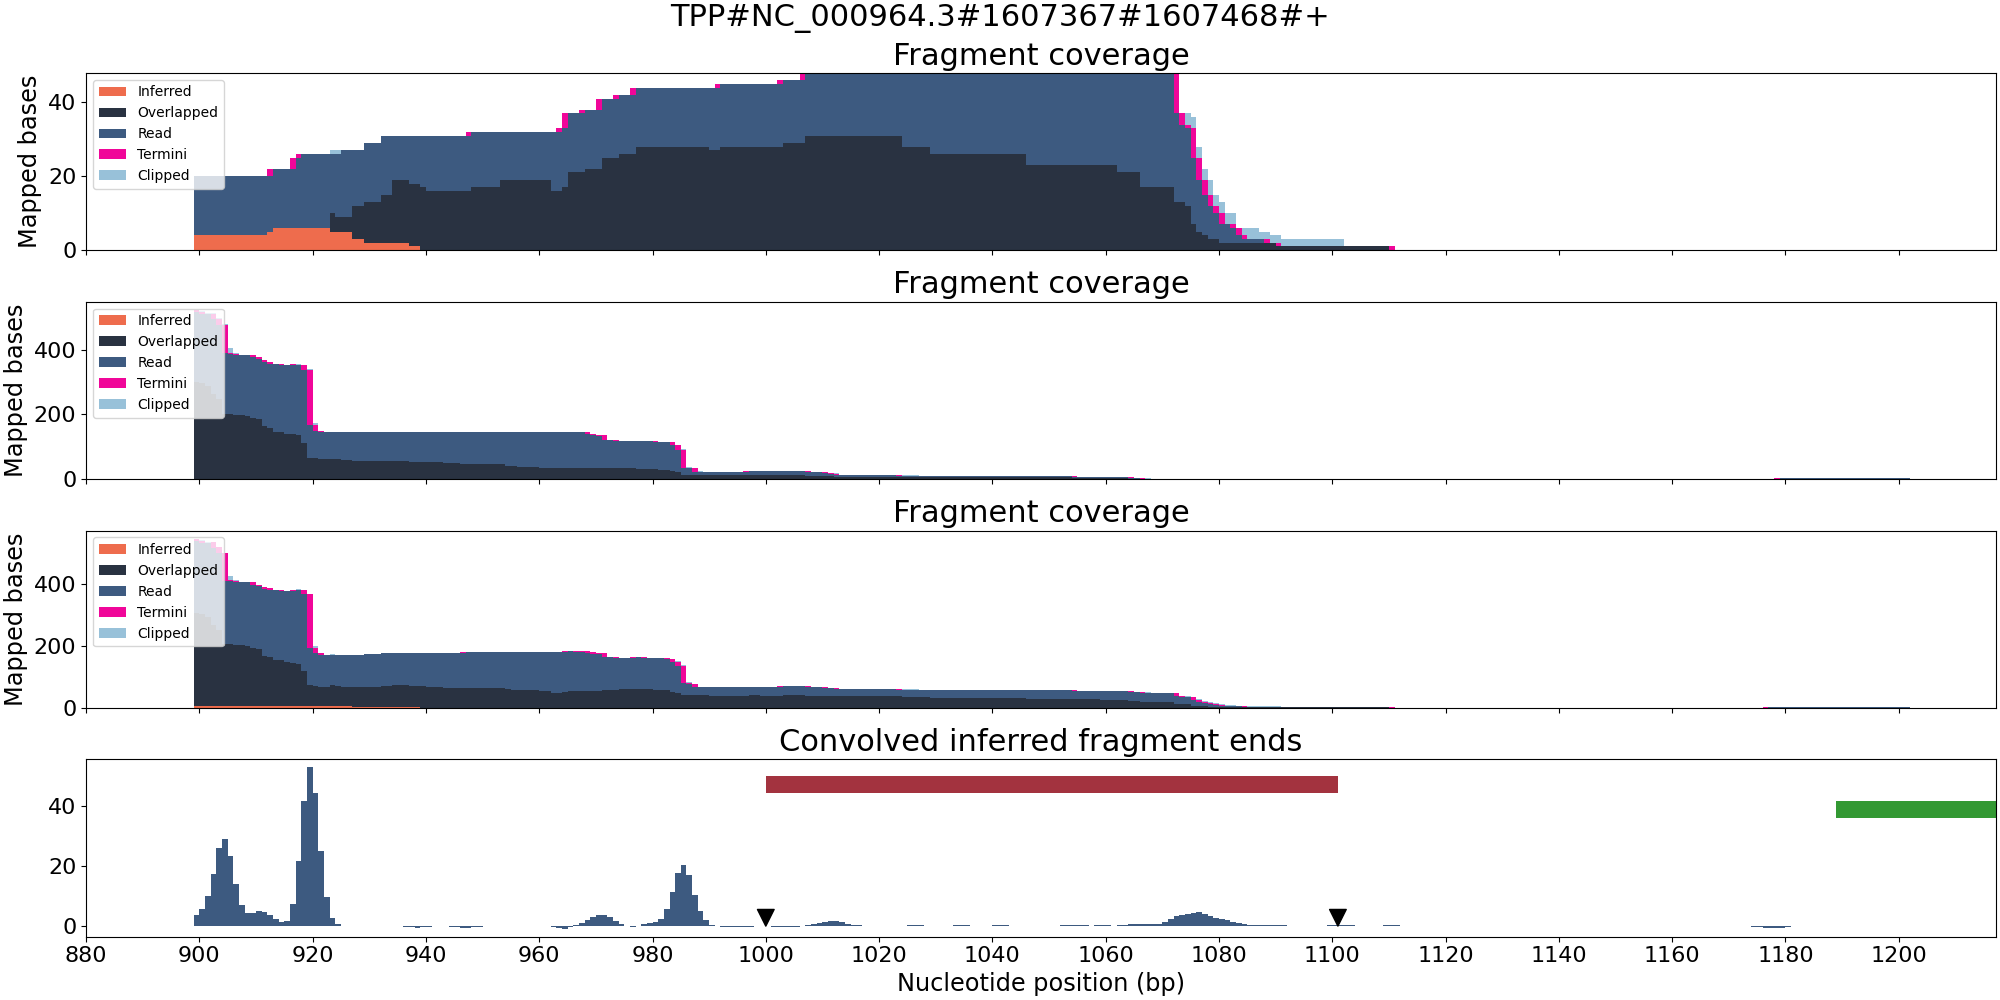 TPP#NC_000964.3#1607367#1607468#+
Fragment coverage
Mapped bases
40
20
0
Inferred
Overlapped
Read
Termini
Clipped
Fragment coverage
Mapped bases
400
200
0
Inferred
Overlapped
Read
Termini
Clipped
Fragment coverage
Mapped bases
400
200
0
Inferred
Overlapped
Read
Termini
Clipped
Convolved inferred fragment ends
40
20
0
880 900 920 940 960 980 1000 1020 1040 1060 1080 1100 1120 1140 1160 1180 1200
Nucleotide position (bp)